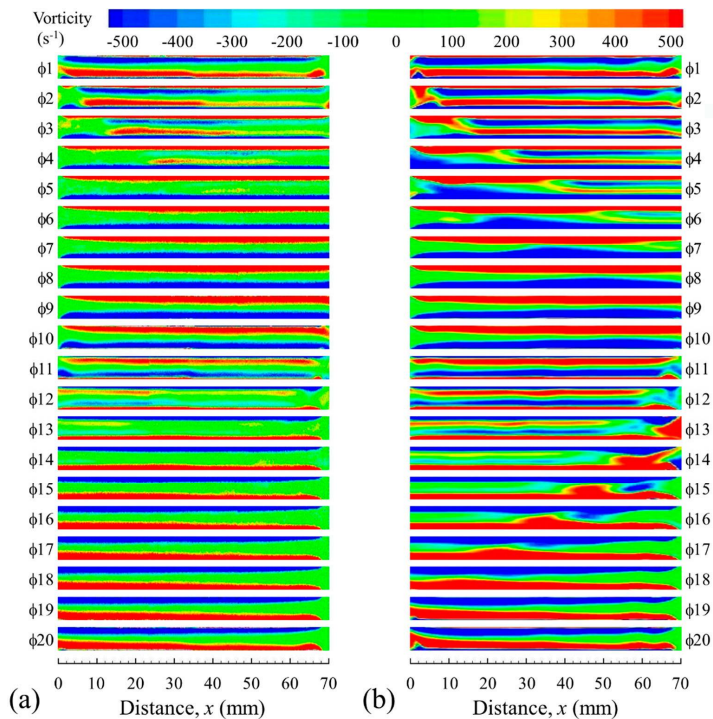 Vorticity
(s-1)
-500 -400 -300 -200 -100 0 100 200 300 400 500
ϕ1 ϕ1
ϕ2 ϕ2
ϕ3 ϕ3
ϕ4 ϕ4
ϕ5 ϕ5
ϕ6 ϕ6
ϕ7 ϕ7
ϕ8 ϕ8
ϕ9 ϕ9
ϕ10 ϕ10
ϕ11 ϕ11
ϕ12 ϕ12
ϕ13 ϕ13
ϕ14 ϕ14
ϕ15 ϕ15
ϕ16 ϕ16
ϕ17 ϕ17
ϕ18 ϕ18
ϕ19 ϕ19
ϕ20 ϕ20
0 10 20 30 40 50 60 70 0 10 20 30 40 50 60 70
(a) Distance, x (mm) (b) Distance, x (mm)